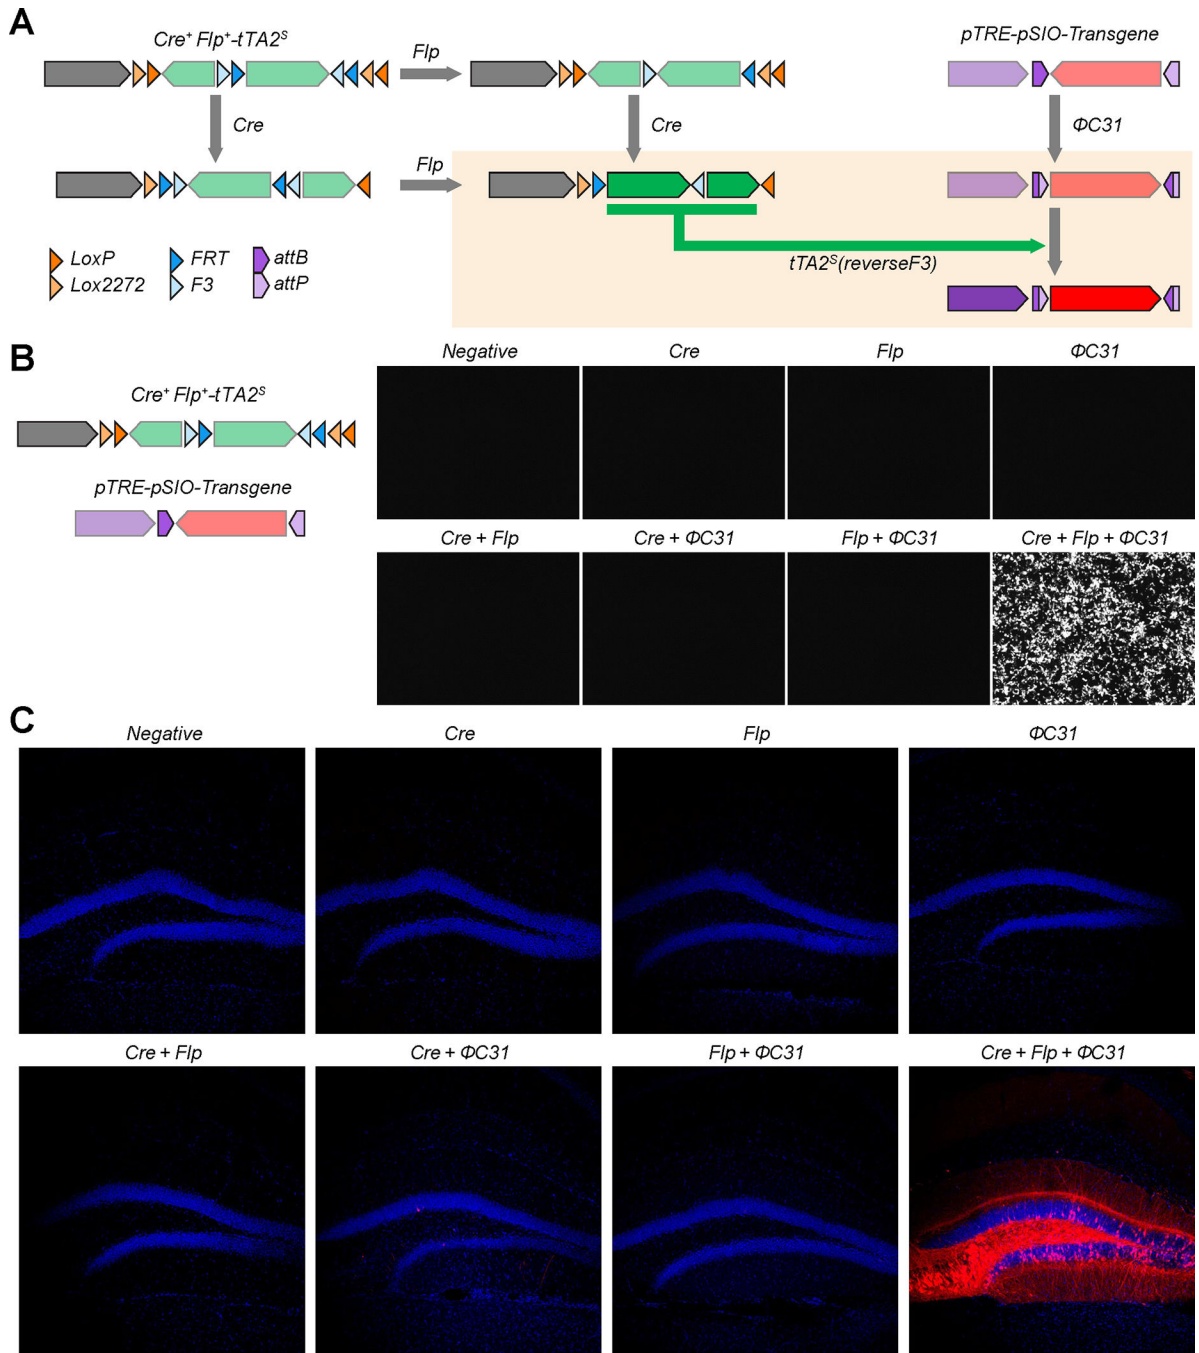 A
Cre⁺ Flp⁺-tTA2ˢ
Flp
pTRE-pSIO-Transgene
Cre
Cre
ΦC31
Flp
LoxP
FRT
attB
Lox2272
F3
attP
tTA2ˢ(reverseF3)
B
Cre⁺ Flp⁺-tTA2ˢ
pTRE-pSIO-Transgene
Negative
Cre
Flp
ΦC31
Cre + Flp
Cre + ΦC31
Flp + ΦC31
Cre + Flp + ΦC31
C
Negative
Cre
Flp
ΦC31
Cre + Flp
Cre + ΦC31
Flp + ΦC31
Cre + Flp + ΦC31